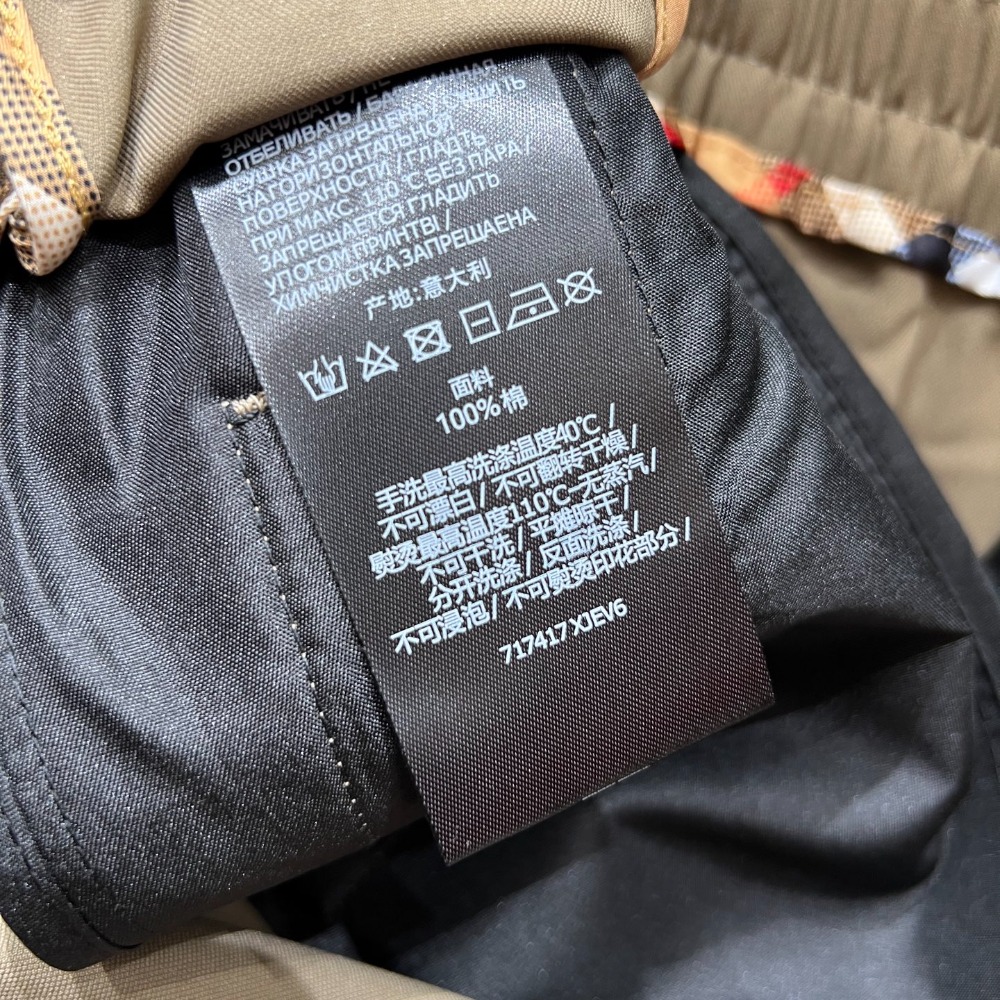 ЗАМАЧИВАТЬ / НЕ
ОТБЕЛИВАТЬ /
СУШКА ЗАПРЕЩЕНА
НА ГОРИЗОНТАЛЬНОЙ
ПОВЕРХНОСТИ / ГЛАДИТЬ
ПРИ МАКС. 110°C БЕЗ ПАРА /
ЗАПРЕЩАЕТСЯ ГЛАДИТЬ
УПОГОМ ПРИНТВІ /
ХИМЧИСТКА ЗАПРЕЩАЕНА
产地:意大利
面料
100% 棉
手洗最高洗涤温度40℃ /
不可漂白 / 不可翻转干燥 /
熨烫最高温度110℃-无蒸汽 /
不可干洗 / 平摊晾干 /
分开洗涤 / 反面洗涤 /
不可浸泡 / 不可熨烫印花部分 /
717417 XJEV6